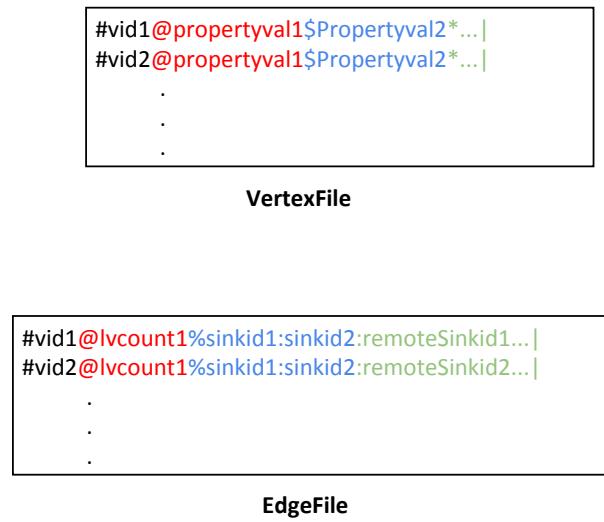 #vid1@propertyval1$Propertyval2*...|
#vid2@propertyval1$Propertyval2*...|
.
.
.
VertexFile
#vid1@lvcount1%sinkid1:sinkid2:remoteSinkid1...|
#vid2@lvcount1%sinkid1:sinkid2:remoteSinkid2...|
.
.
.
EdgeFile